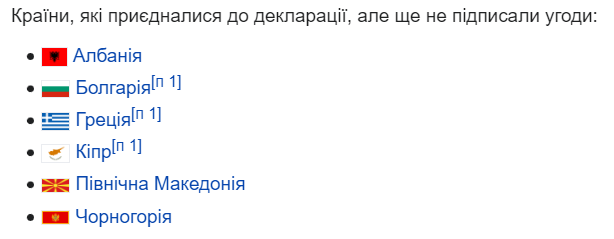 Країни, які приєдналися до декларації, але ще не підписали угоди:
Албанія
Болгарія[п 1]
Греція[п 1]
Кіпр[п 1]
Північна Македонія
Чорногорія